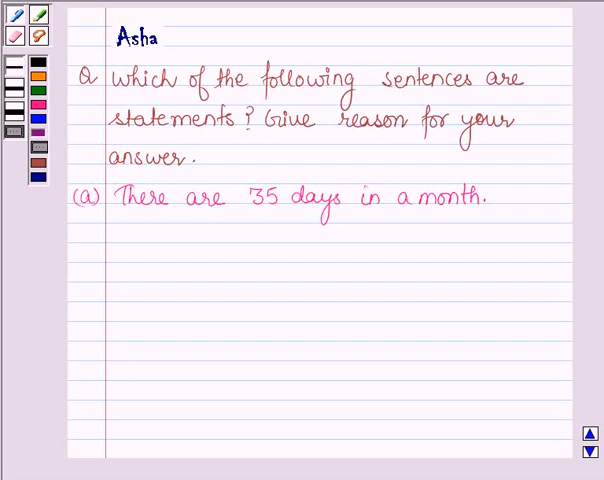 Asha
Q Which of the following sentences are
statements? Give reason for your
answer.
(a) There are 35 days in a month.